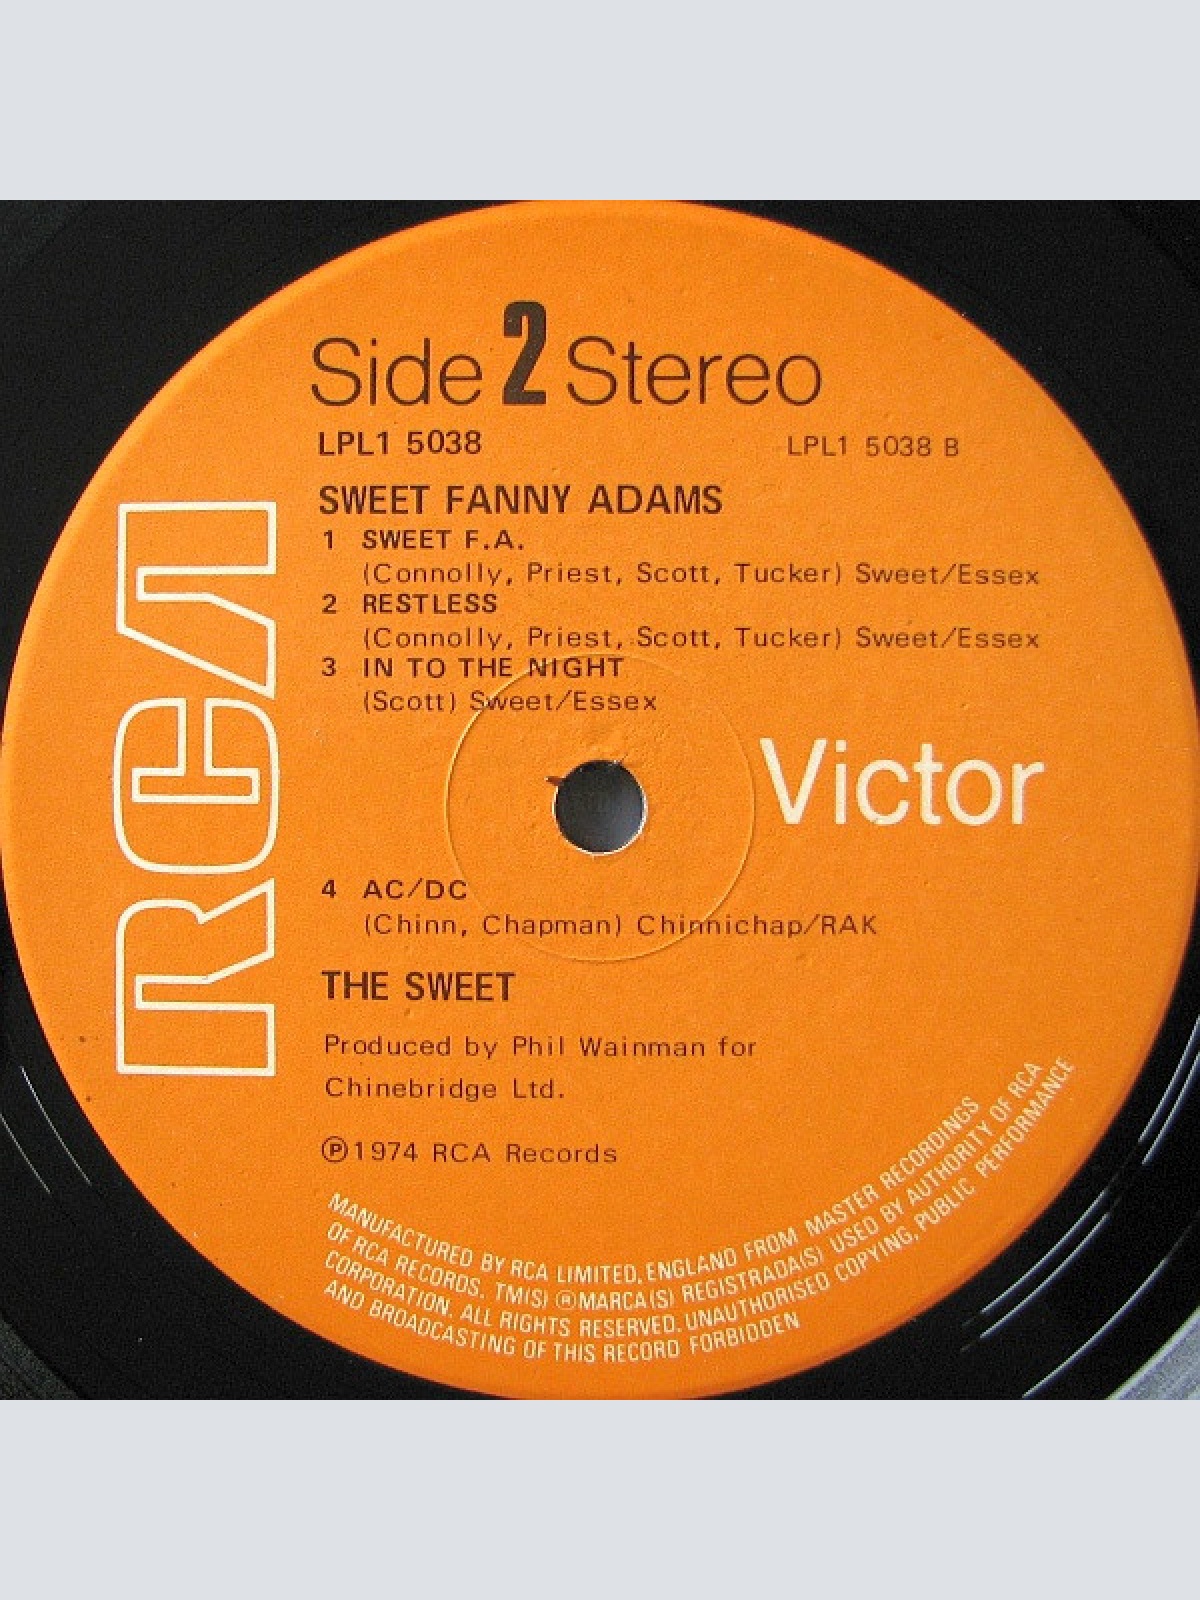 Side 2 Stereo
LPL1 5038 LPL1 5038 B
SWEET FANNY ADAMS
1 SWEET F.A.
(Connolly, Priest, Scott, Tucker) Sweet/Essex
2 RESTLESS
(Connolly, Priest, Scott, Tucker) Sweet/Essex
3 IN TO THE NIGHT
(Scott) Sweet/Essex
RCA
Victor
4 AC/DC
(Chinn, Chapman) Chinnichap/RAK
THE SWEET
Produced by Phil Wainman for
Chinebridge Ltd.
℗1974 RCA Records
MANUFACTURED BY RCA LIMITED, ENGLAND FROM MASTER RECORDINGS
OF RCA RECORDS. TM(S) ®MARCA(S) REGISTRADA(S) USED BY AUTHORITY OF RCA
CORPORATION. ALL RIGHTS RESERVED. UNAUTHORISED COPYING, PUBLIC PERFORMANCE
AND BROADCASTING OF THIS RECORD FORBIDDEN